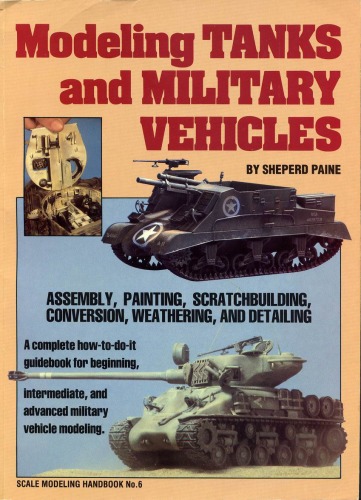 Modeling TANKS
and MILITARY
VEHICLES
BY SHEPERD PAINE
ASSEMBLY, PAINTING, SCRATCHBUILDING,
CONVERSION, WEATHERING, AND DETAILING
A complete how-to-do-it
guidebook for beginning,
intermediate, and
advanced military
vehicle modeling.
SCALE MODELING HANDBOOK No.6